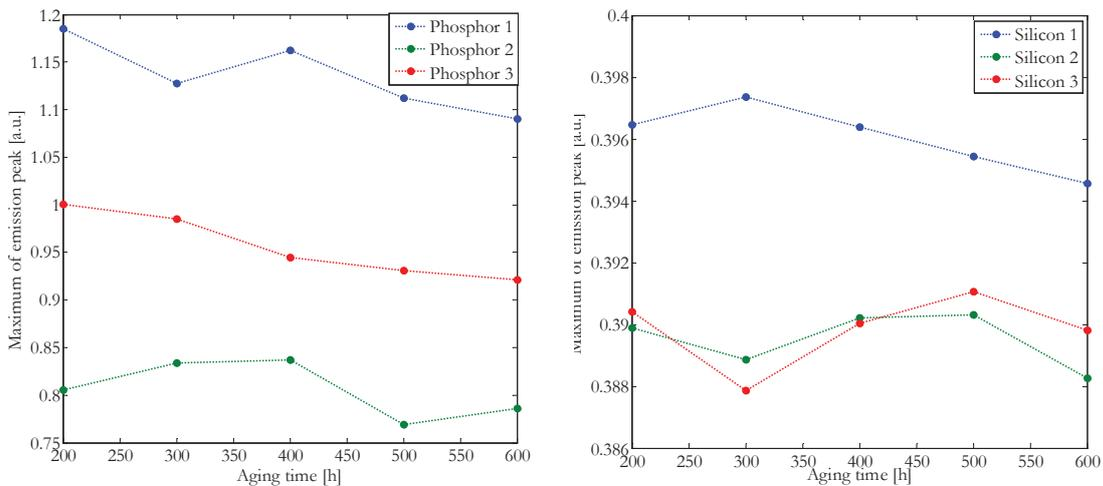 1.2
1.15
1.1
1.05
1
0.95
0.9
0.85
0.8
0.75
200 250 300 350 400 450 500 550 600
Aging time [h]
Maximum of emission peak [a.u.]
Phosphor 1
Phosphor 2
Phosphor 3
0.4
0.398
0.396
0.394
0.392
0.39
0.388
0.386
200 250 300 350 400 450 500 550 600
Aging time [h]
Maximum of emission peak [a.u.]
Silicon 1
Silicon 2
Silicon 3